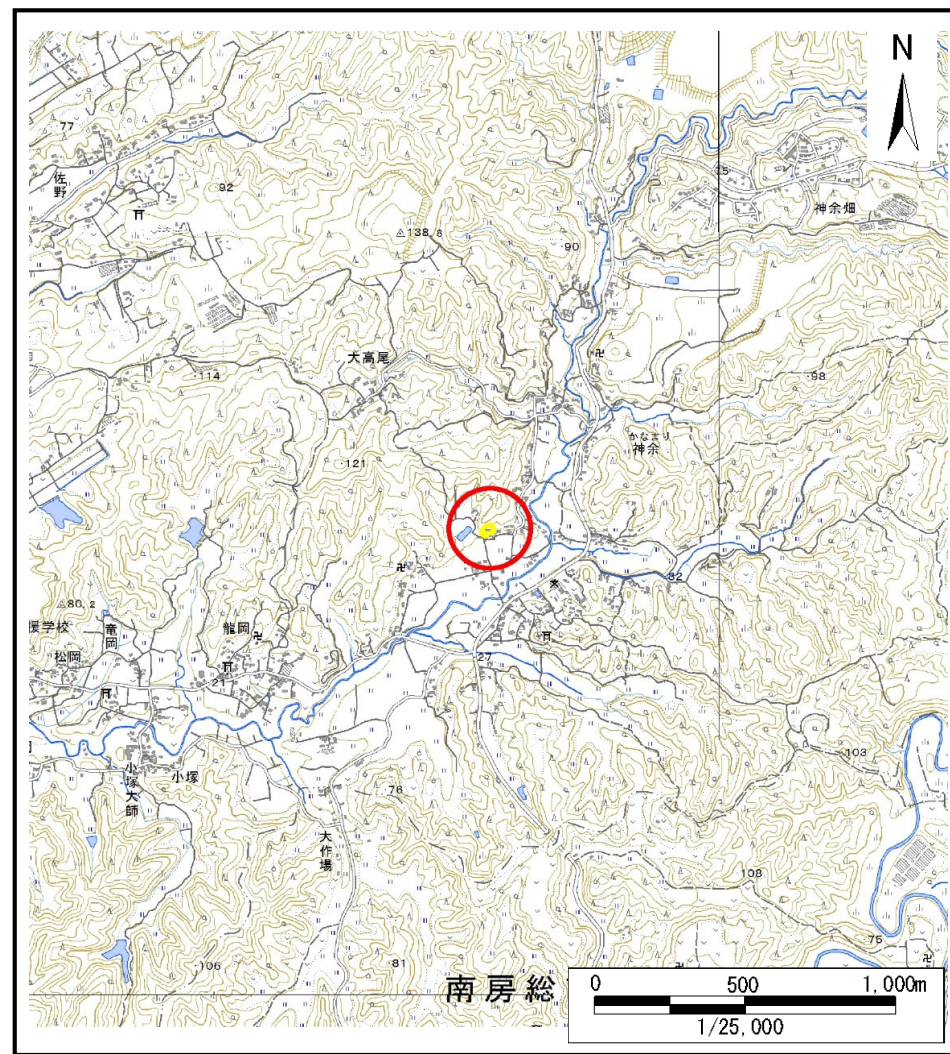 N
77
佐野
92
138.8
90
75
神余畑
大高尾
114
98
かなまり
神余
121
32
80.2
援学校
竜岡
松岡
龍岡
21
27
小塚大師
小塚
103
76
大作場
108
106
81
75
南房総
0 500 1,000m
1/25,000